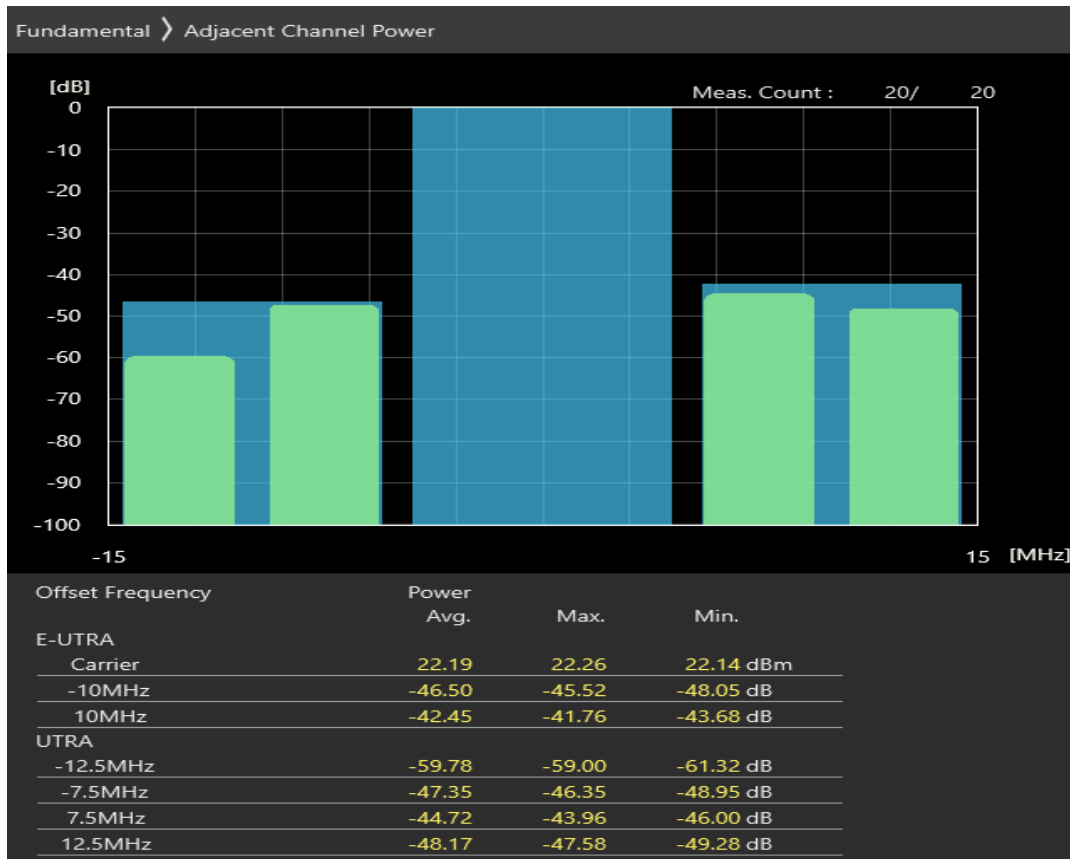 Fundamental ❯ Adjacent Channel Power
[dB]
Meas. Count : 20/ 20
0
-10
-20
-30
-40
-50
-60
-70
-80
-90
-100
-15 15 [MHz]
Offset Frequency Power
Avg. Max. Min.
E-UTRA
Carrier 22.19 22.26 22.14 dBm
-10MHz -46.50 -45.52 -48.05 dB
10MHz -42.45 -41.76 -43.68 dB
UTRA
-12.5MHz -59.78 -59.00 -61.32 dB
-7.5MHz -47.35 -46.35 -48.95 dB
7.5MHz -44.72 -43.96 -46.00 dB
12.5MHz -48.17 -47.58 -49.28 dB